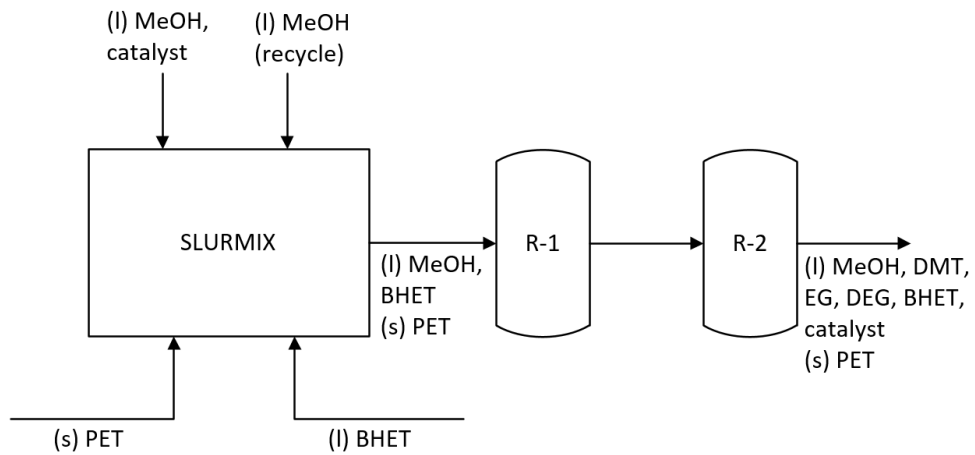 (l) MeOH,
catalyst
(l) MeOH
(recycle)
SLURMIX
R-1
R-2
(l) MeOH,
BHET
(s) PET
(l) MeOH, DMT,
EG, DEG, BHET,
catalyst
(s) PET
(s) PET
(l) BHET